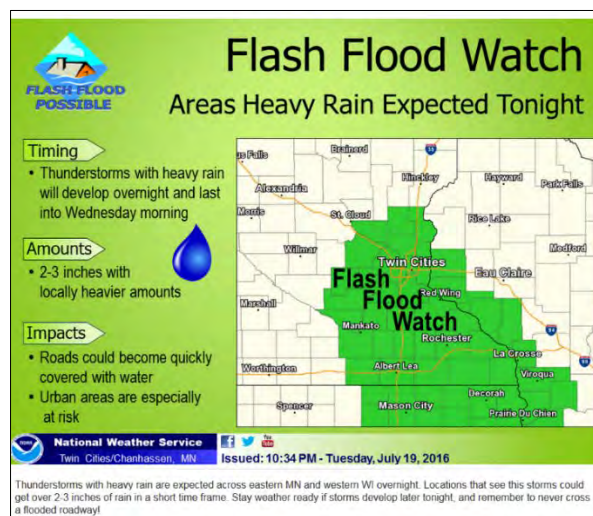 Flash Flood Watch
Areas Heavy Rain Expected Tonight
FLASH FLOOD
POSSIBLE
Timing
• Thunderstorms with heavy rain
will develop overnight and last
into Wednesday morning
Amounts
• 2-3 inches with
locally heavier amounts
Impacts
• Roads could become quickly
covered with water
• Urban areas are especially
at risk
us Falls
Brainerd
35
Hinckley
Hayward
Park Falls
Alexandria
Morris
St. Cloud
Rice Lake
Willmar
Medford
Twin Cities
Eau Claire
Flash
Flood
Watch
Red Wing
Marshall
Mankato
Rochester
94
La Crosse
Worthington
Albert Lea
Viroqua
Spencer
Mason City
Decorah
Prairie Du Chien
National Weather Service
Twin Cities/Chanhassen, MN
Issued: 10:34 PM - Tuesday, July 19, 2016
Thunderstorms with heavy rain are expected across eastern MN and western WI overnight. Locations that see this storms could
get over 2-3 inches of rain in a short time frame. Stay weather ready if storms develop later tonight, and remember to never cross
a flooded roadway!